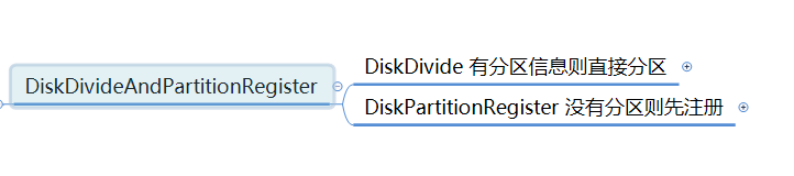 DiskDivide 有分区信息则直接分区
DiskDivideAndPartitionRegister
DiskPartitionRegister 没有分区则先注册